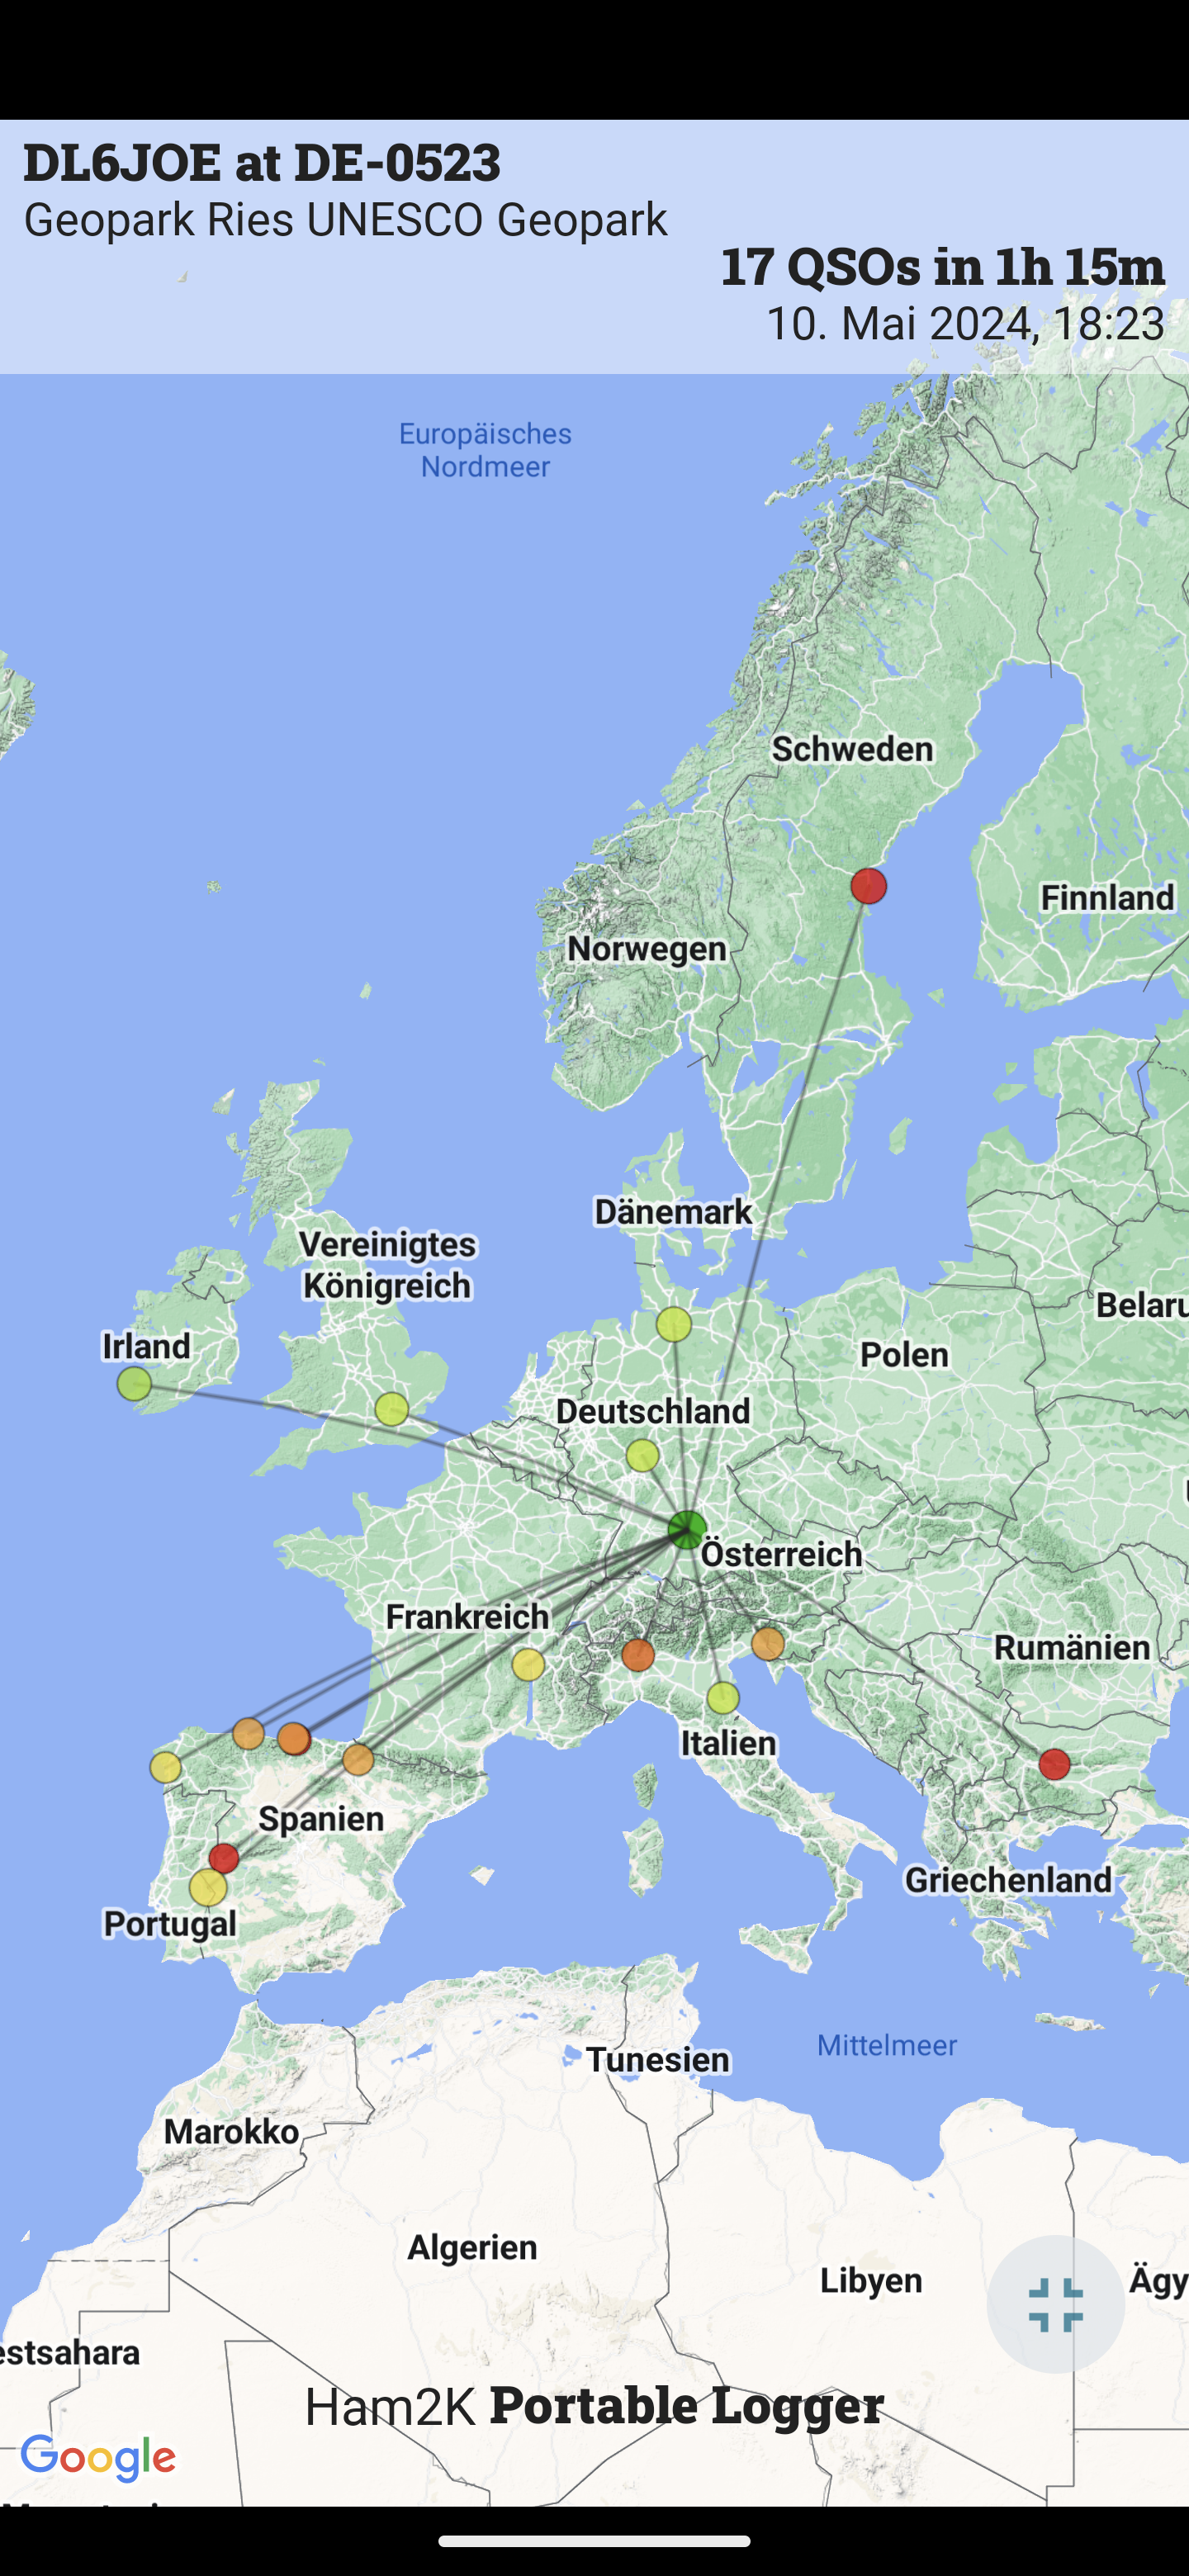 DL6JOE at DE-0523
Geopark Ries UNESCO Geopark
17 QSOs in 1h 15m
10. Mai 2024, 18:23
Europäisches
Nordmeer
Schweden
Finnland
Norwegen
Dänemark
Vereinigtes
Königreich
Belaru
Irland
Polen
Deutschland
Österreich
Frankreich
Rumänien
Italien
Spanien
Griechenland
Portugal
Mittelmeer
Tunesien
Marokko
Algerien
Libyen
Ägy
estsahara
Ham2K Portable Logger
Google